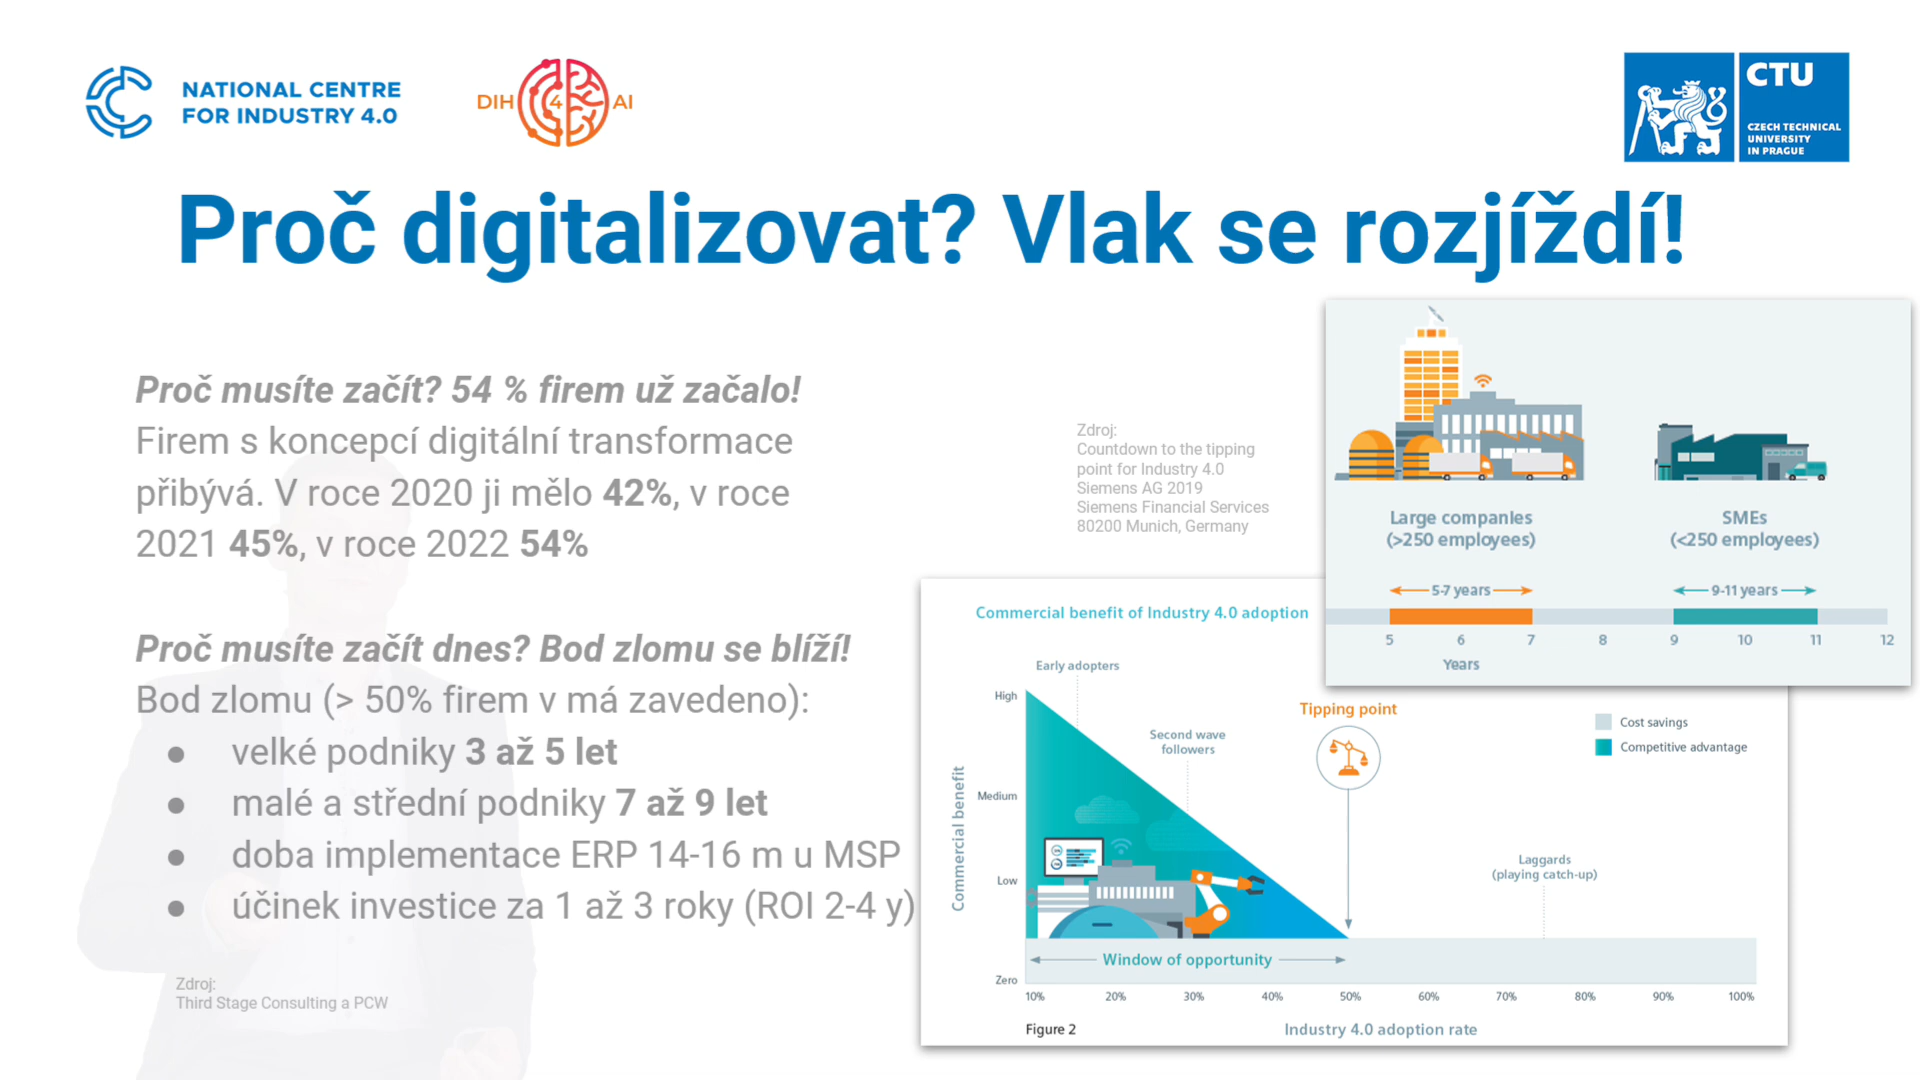 NATIONAL CENTRE
FOR INDUSTRY 4.0
DIH 4 AI
CTU
CZECH TECHNICAL
UNIVERSITY
IN PRAGUE
Proč digitalizovat? Vlak se rozjíždí!
Proč musíte začít? 54 % firem už začalo!
Firem s koncepcí digitální transformace
přibývá. V roce 2020 ji mělo 42%, v roce
2021 45%, v roce 2022 54%
Proč musíte začít dnes? Bod zlomu se blíží!
Bod zlomu (> 50% firem v má zavedeno):
● velké podniky 3 až 5 let
● malé a střední podniky 7 až 9 let
● doba implementace ERP 14-16 m u MSP
● účinek investice za 1 až 3 roky (ROI 2-4 y)
Zdroj:
Third Stage Consulting a PCW
Zdroj:
Countdown to the tipping
point for Industry 4.0
Siemens AG 2019
Siemens Financial Services
80200 Munich, Germany
Large companies
(>250 employees)
SMEs
(<250 employees)
5-7 years
9-11 years
5 6 7 8 9 10 11 12
Years
Commercial benefit of Industry 4.0 adoption
Early adopters
Second wave
followers
Tipping point
Cost savings
Competitive advantage
Laggards
(playing catch-up)
Commercial benefit
High
Medium
Low
Zero
Window of opportunity
10% 20% 30% 40% 50% 60% 70% 80% 90% 100%
Figure 2
Industry 4.0 adoption rate